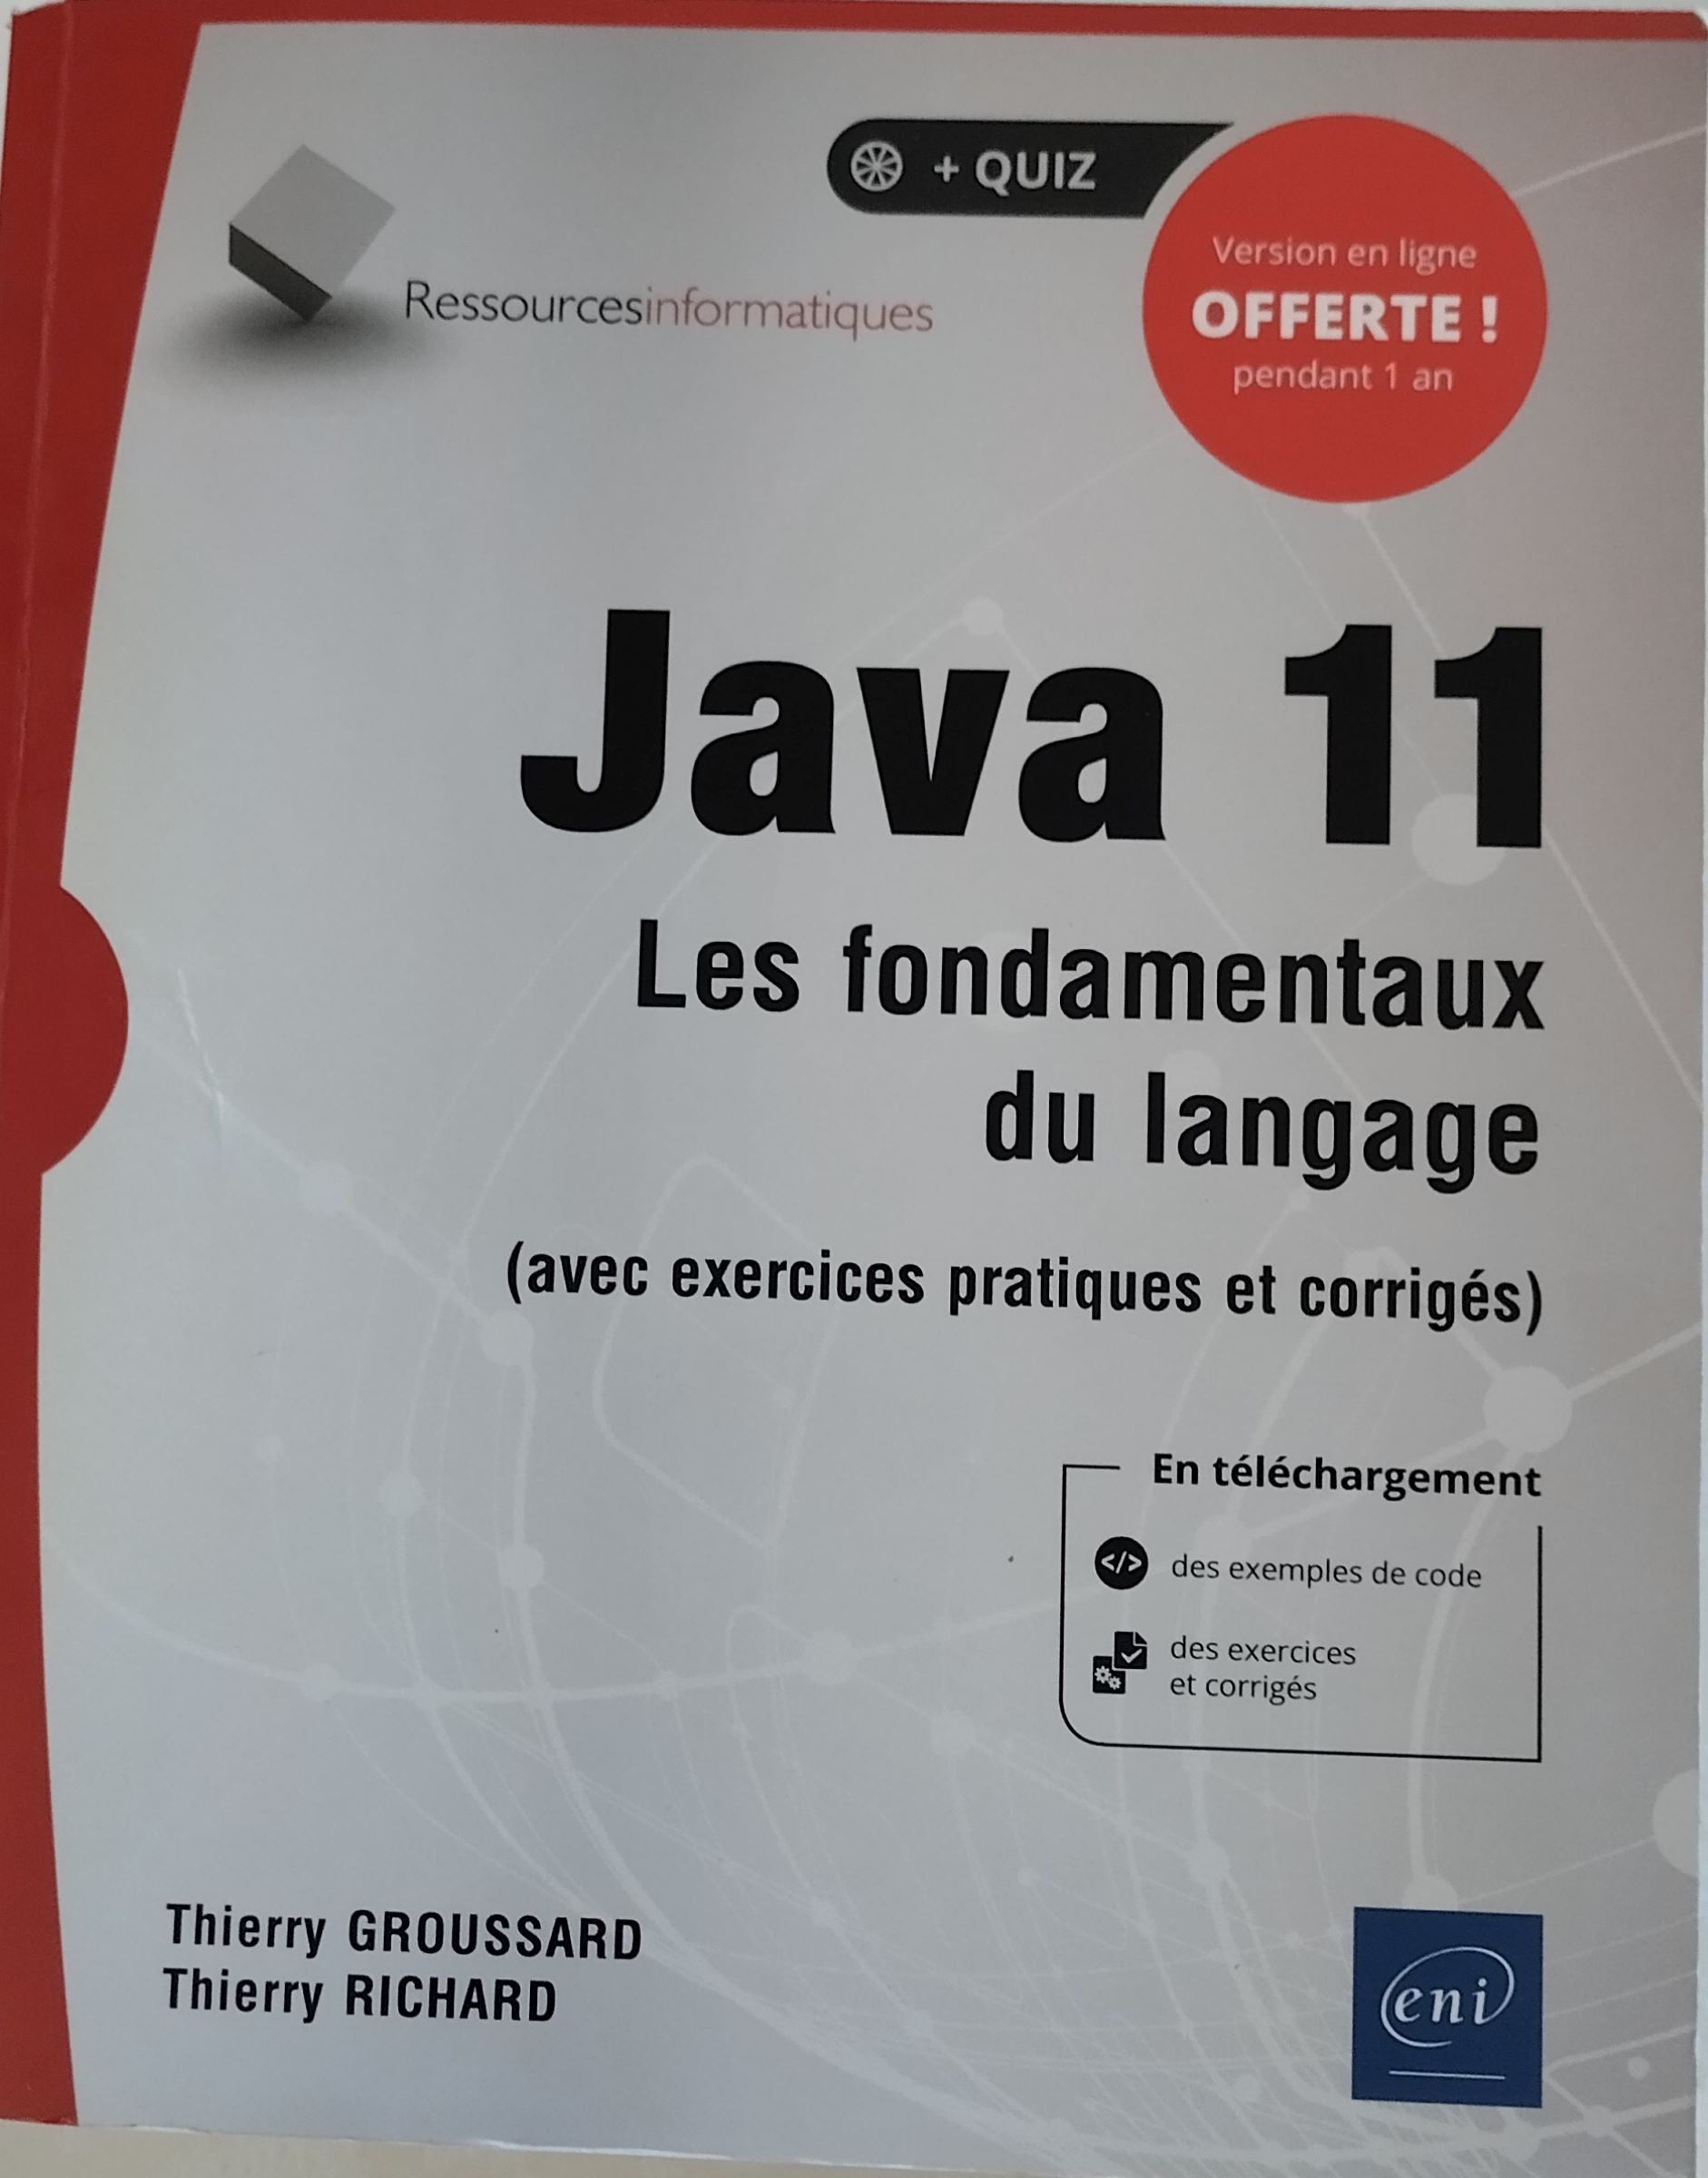 + QUIZ
Version en ligne
OFFERTE !
pendant 1 an
Ressourcesinformatiques
Java 11
Les fondamentaux
du langage
(avec exercices pratiques et corrigés)
En téléchargement
</> des exemples de code
des exercices
et corrigés
Thierry GROUSSARD
Thierry RICHARD
eni